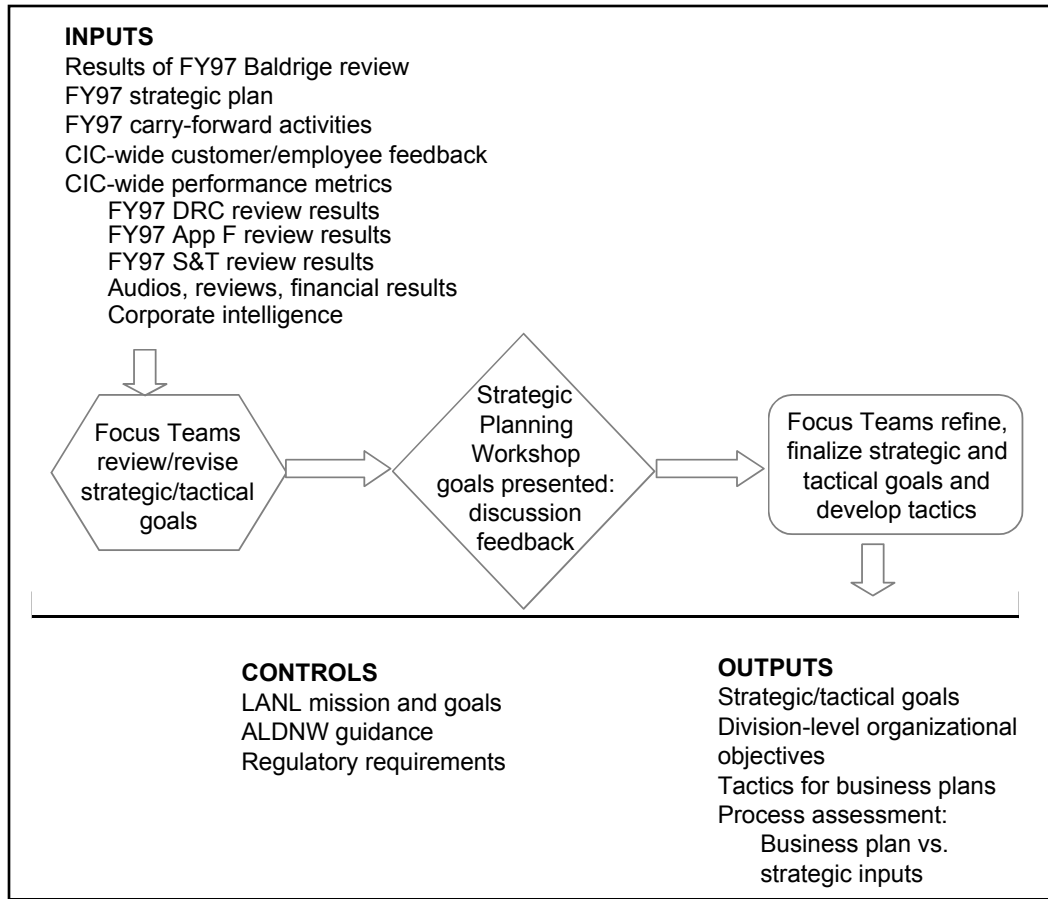 INPUTS
Results of FY97 Baldrige review
FY97 strategic plan
FY97 carry-forward activities
CIC-wide customer/employee feedback
CIC-wide performance metrics
FY97 DRC review results
FY97 App F review results
FY97 S&T review results
Audios, reviews, financial results
Corporate intelligence
Focus Teams
review/revise
strategic/tactical
goals
Strategic
Planning
Workshop
goals presented:
discussion
feedback
Focus Teams refine,
finalize strategic and
tactical goals and
develop tactics
CONTROLS
LANL mission and goals
ALDNW guidance
Regulatory requirements
OUTPUTS
Strategic/tactical goals
Division-level organizational
objectives
Tactics for business plans
Process assessment:
Business plan vs.
strategic inputs